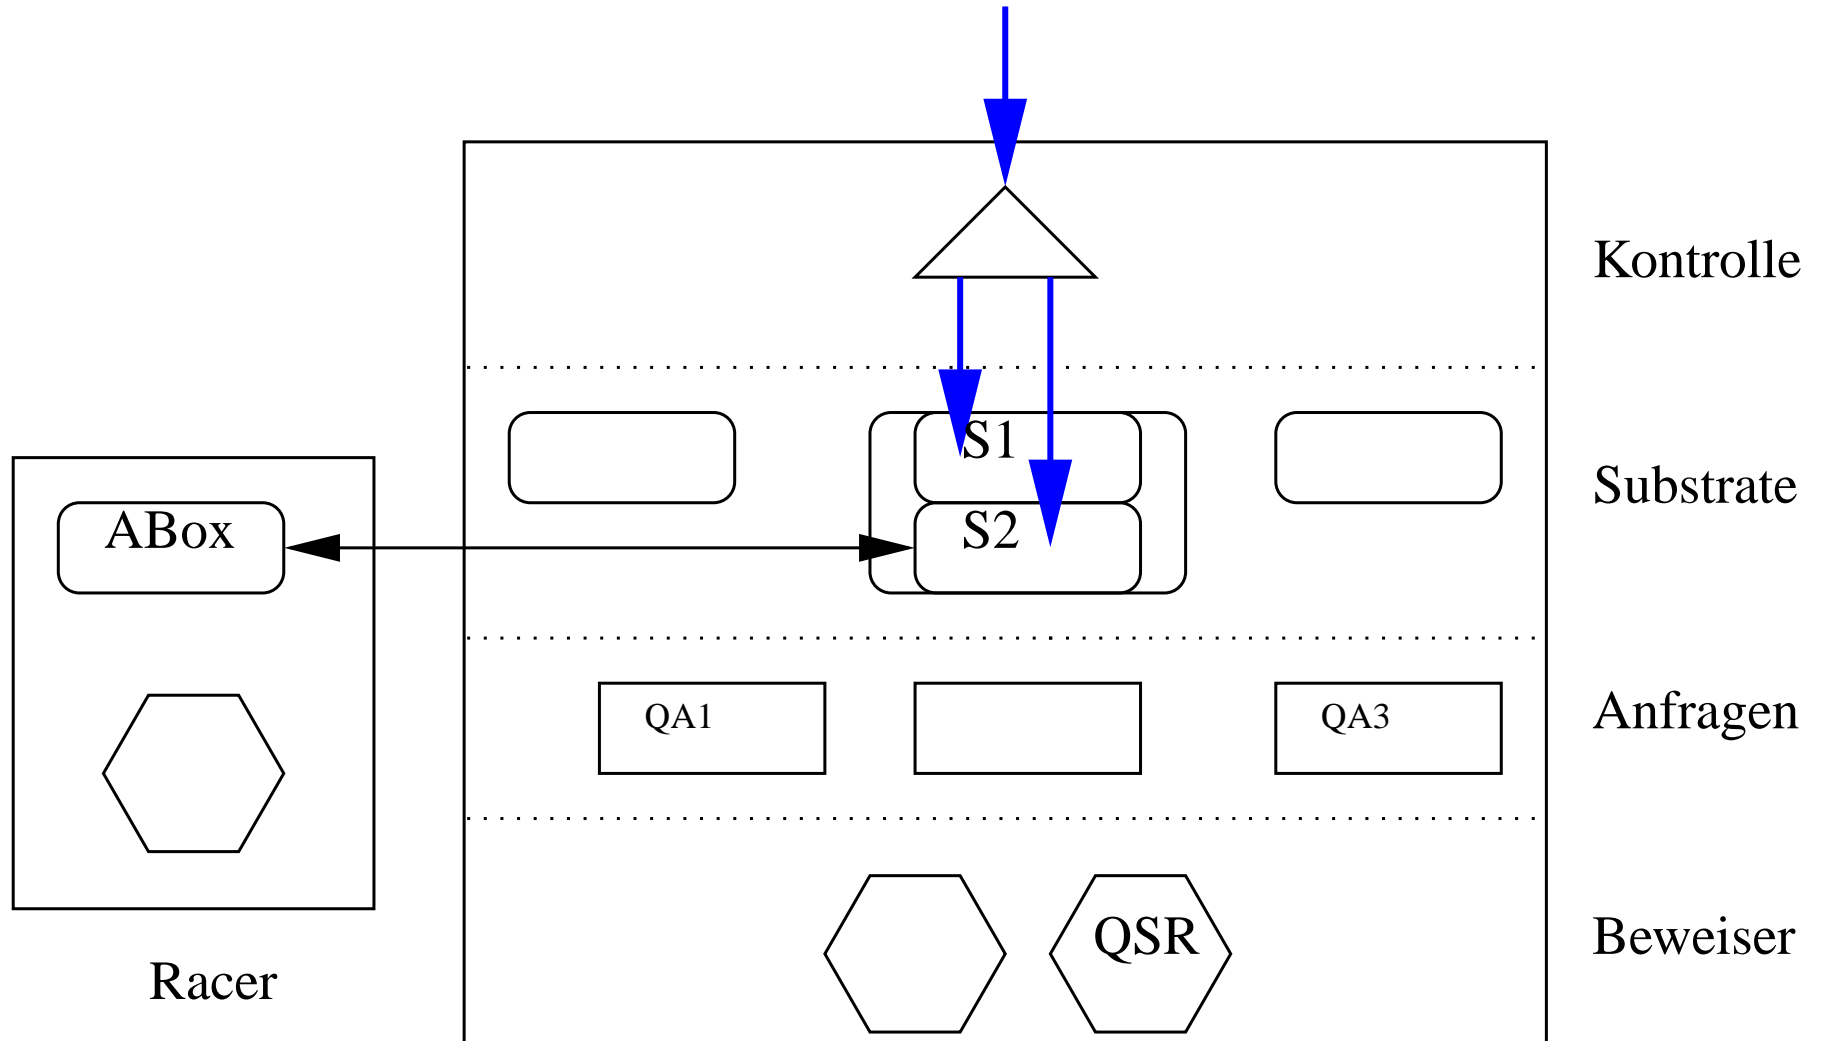 Kontrolle
S1
Substrate
ABox
S2
QA1
QA3
Anfragen
QSR
Beweiser
Racer